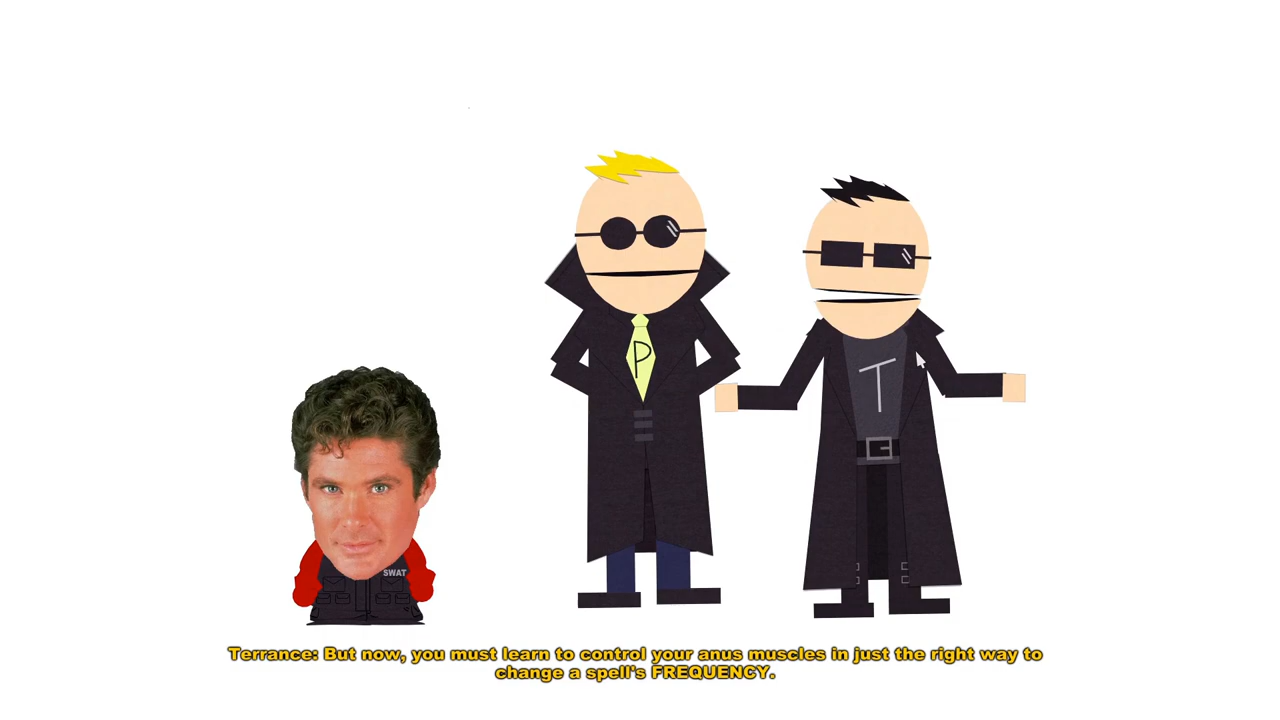 P
T
SWAT
Terrance: But now, you must learn to control your anus muscles in just the right way to
change a spell's FREQUENCY.